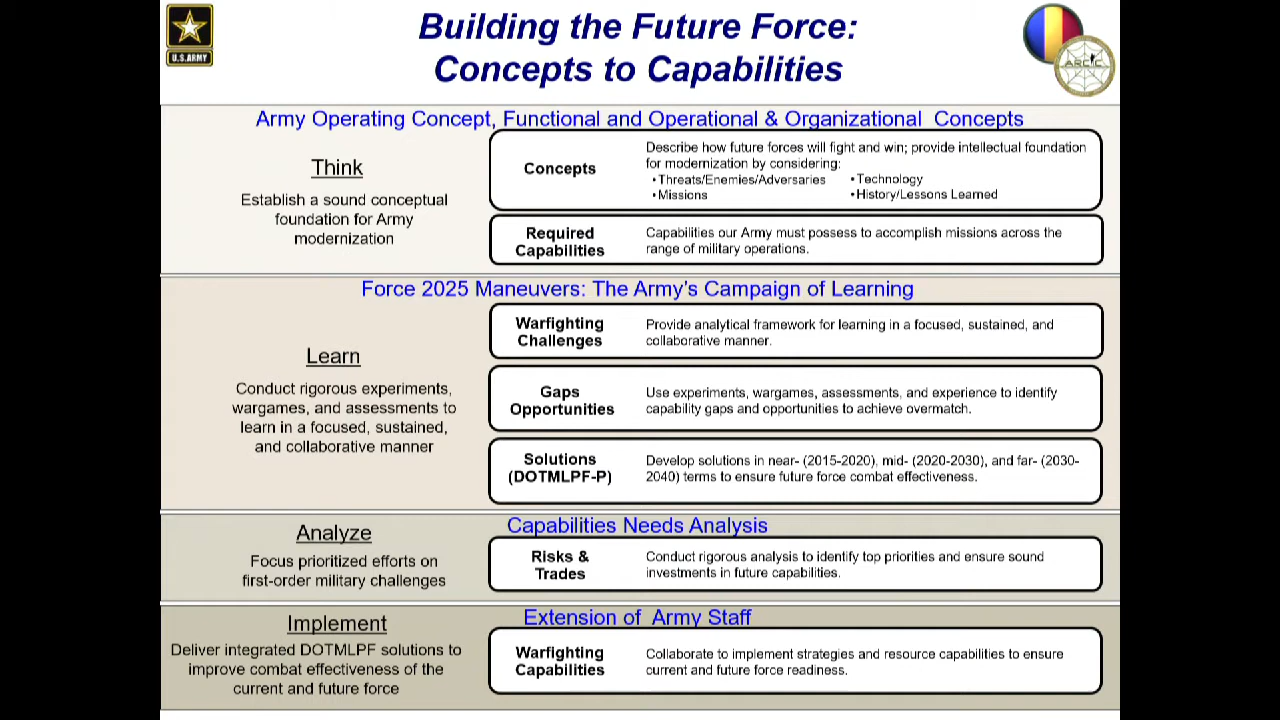 U.S.ARMY
Building the Future Force:
Concepts to Capabilities
ARCIC
Army Operating Concept, Functional and Operational & Organizational Concepts
Think
Establish a sound conceptual
foundation for Army
modernization
Concepts
Describe how future forces will fight and win; provide intellectual foundation
for modernization by considering:
•Threats/Enemies/Adversaries
•Technology
•Missions
•History/Lessons Learned
Required
Capabilities
Capabilities our Army must possess to accomplish missions across the
range of military operations.
Force 2025 Maneuvers: The Army's Campaign of Learning
Learn
Conduct rigorous experiments,
wargames, and assessments to
learn in a focused, sustained,
and collaborative manner
Warfighting
Challenges
Provide analytical framework for learning in a focused, sustained, and
collaborative manner.
Gaps
Opportunities
Use experiments, wargames, assessments, and experience to identify
capability gaps and opportunities to achieve overmatch.
Solutions
(DOTMLPF-P)
Develop solutions in near- (2015-2020), mid- (2020-2030), and far- (2030-
2040) terms to ensure future force combat effectiveness.
Capabilities Needs Analysis
Analyze
Focus prioritized efforts on
first-order military challenges
Risks &
Trades
Conduct rigorous analysis to identify top priorities and ensure sound
investments in future capabilities.
Extension of Army Staff
Implement
Deliver integrated DOTMLPF solutions to
improve combat effectiveness of the
current and future force
Warfighting
Capabilities
Collaborate to implement strategies and resource capabilities to ensure
current and future force readiness.